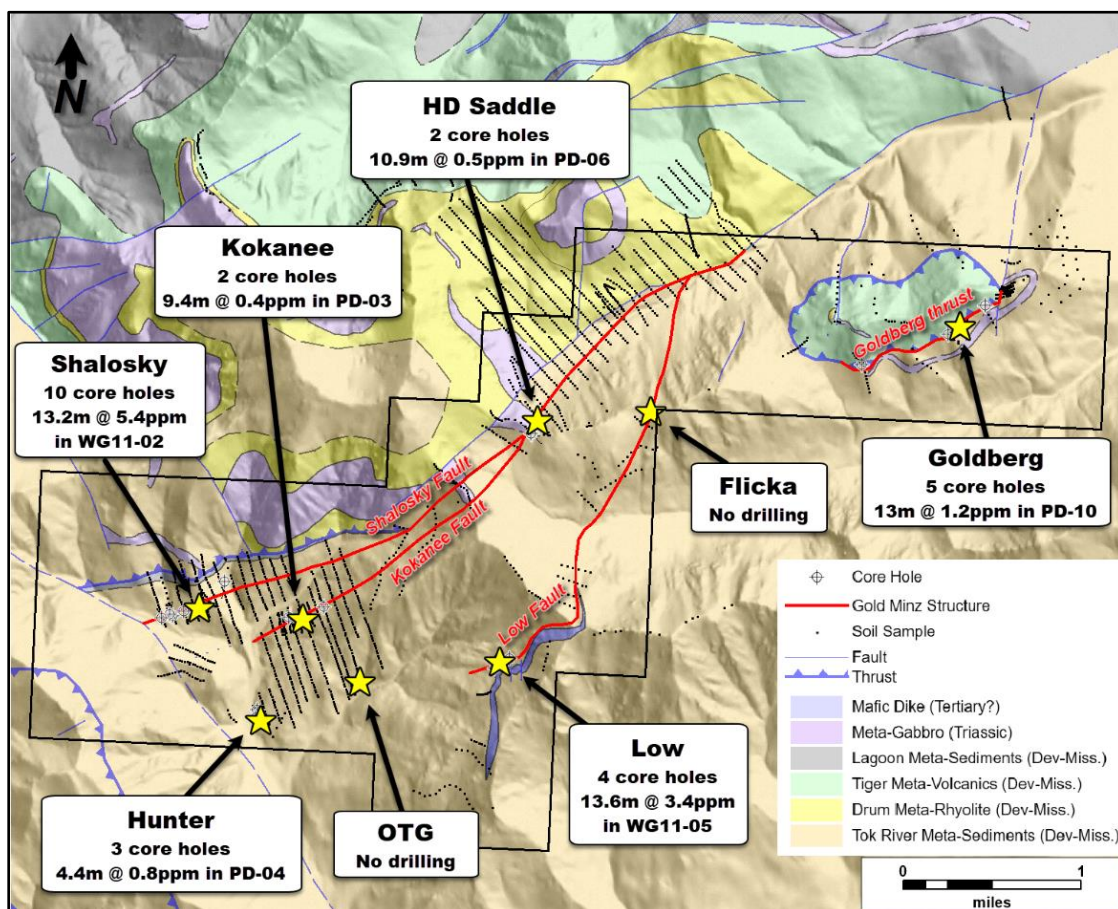 N
HD Saddle
2 core holes
10.9m @ 0.5ppm in PD-06
Kokanee
2 core holes
9.4m @ 0.4ppm in PD-03
Shalosky
10 core holes
13.2m @ 5.4ppm
in WG11-02
Goldberg thrust
Shalosky Fault
Kokanee Fault
Low Fault
Flicka
No drilling
Goldberg
5 core holes
13m @ 1.2ppm in PD-10
Hunter
3 core holes
4.4m @ 0.8ppm in PD-04
OTG
No drilling
Low
4 core holes
13.6m @ 3.4ppm
in WG11-05
Core Hole
Gold Minz Structure
Soil Sample
Fault
Thrust
Mafic Dike (Tertiary?)
Meta-Gabbro (Triassic)
Lagoon Meta-Sediments (Dev-Miss.)
Tiger Meta-Volcanics (Dev-Miss.)
Drum Meta-Rhyolite (Dev-Miss.)
Tok River Meta-Sediments (Dev-Miss.)
0 1
miles